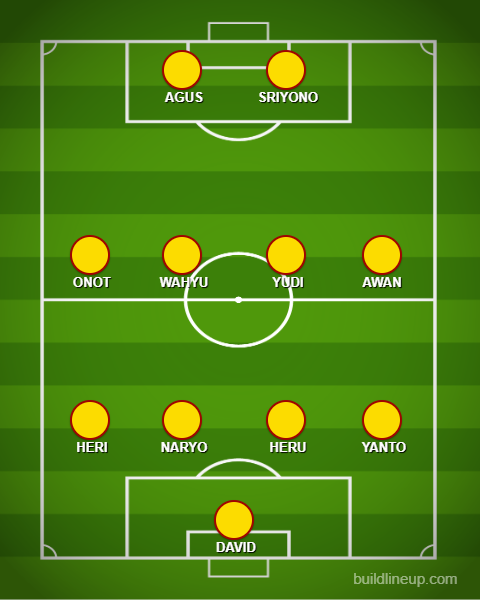 AGUS SRIYONO
ONOT WAHYU YUDI AWAN
HERI NARYO HERU YANTO
DAVID
buildlineup.com